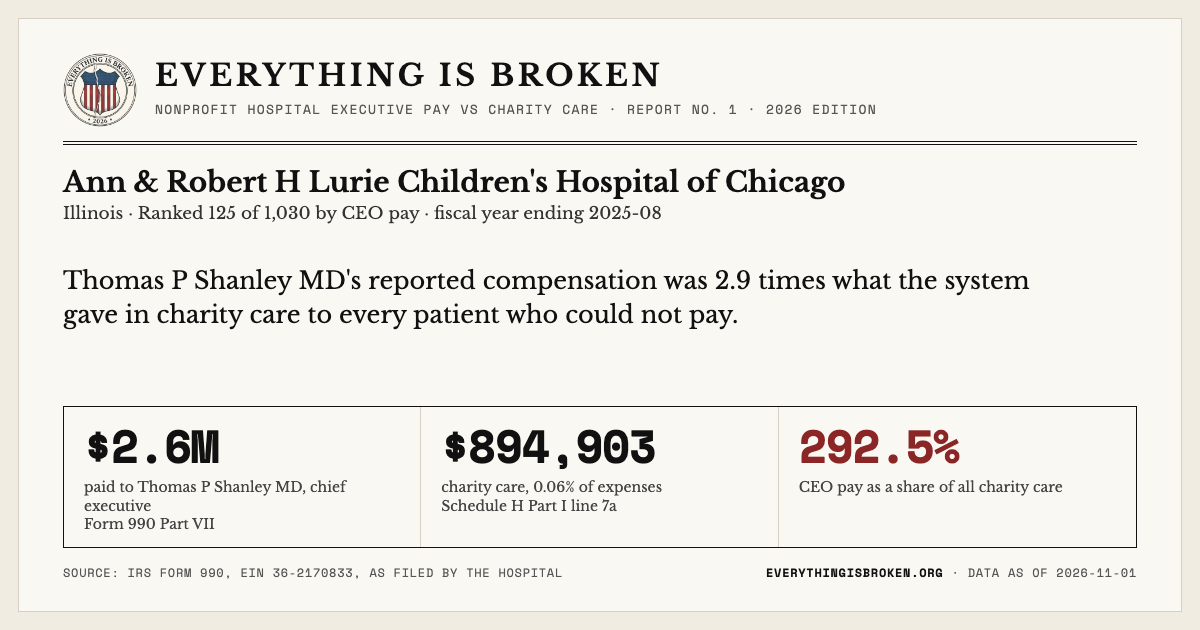 EVERYTHING IS BROKEN
· 2026 ·
EVERYTHING IS BROKEN
NONPROFIT HOSPITAL EXECUTIVE PAY VS CHARITY CARE · REPORT NO. 1 · 2026 EDITION
Ann & Robert H Lurie Children's Hospital of Chicago
Illinois · Ranked 125 of 1,030 by CEO pay · fiscal year ending 2025-08
Thomas P Shanley MD's reported compensation was 2.9 times what the system
gave in charity care to every patient who could not pay.
$2.6M
paid to Thomas P Shanley MD, chief
executive
Form 990 Part VII
$894,903
charity care, 0.06% of expenses
Schedule H Part I line 7a
292.5%
CEO pay as a share of all charity care
SOURCE: IRS FORM 990, EIN 36-2170833, AS FILED BY THE HOSPITAL
EVERYTHINGISBROKEN.ORG · DATA AS OF 2026-11-01